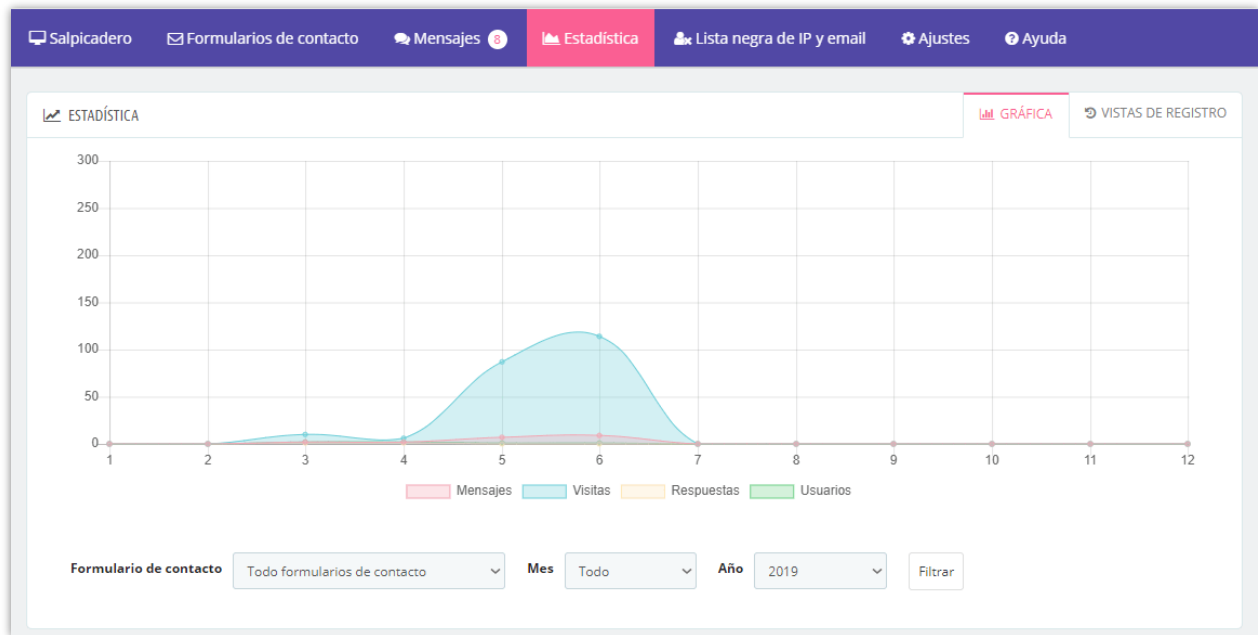 Salpicadero Formularios de contacto Mensajes 8 Estadística Lista negra de IP y email Ajustes Ayuda
ESTADÍSTICA GRÁFICA VISTAS DE REGISTRO
300
250
200
150
100
50
0
1 2 3 4 5 6 7 8 9 10 11 12
Mensajes Visitas Respuestas Usuarios
Formulario de contacto Todo formularios de contacto Mes Todo Año 2019 Filtrar